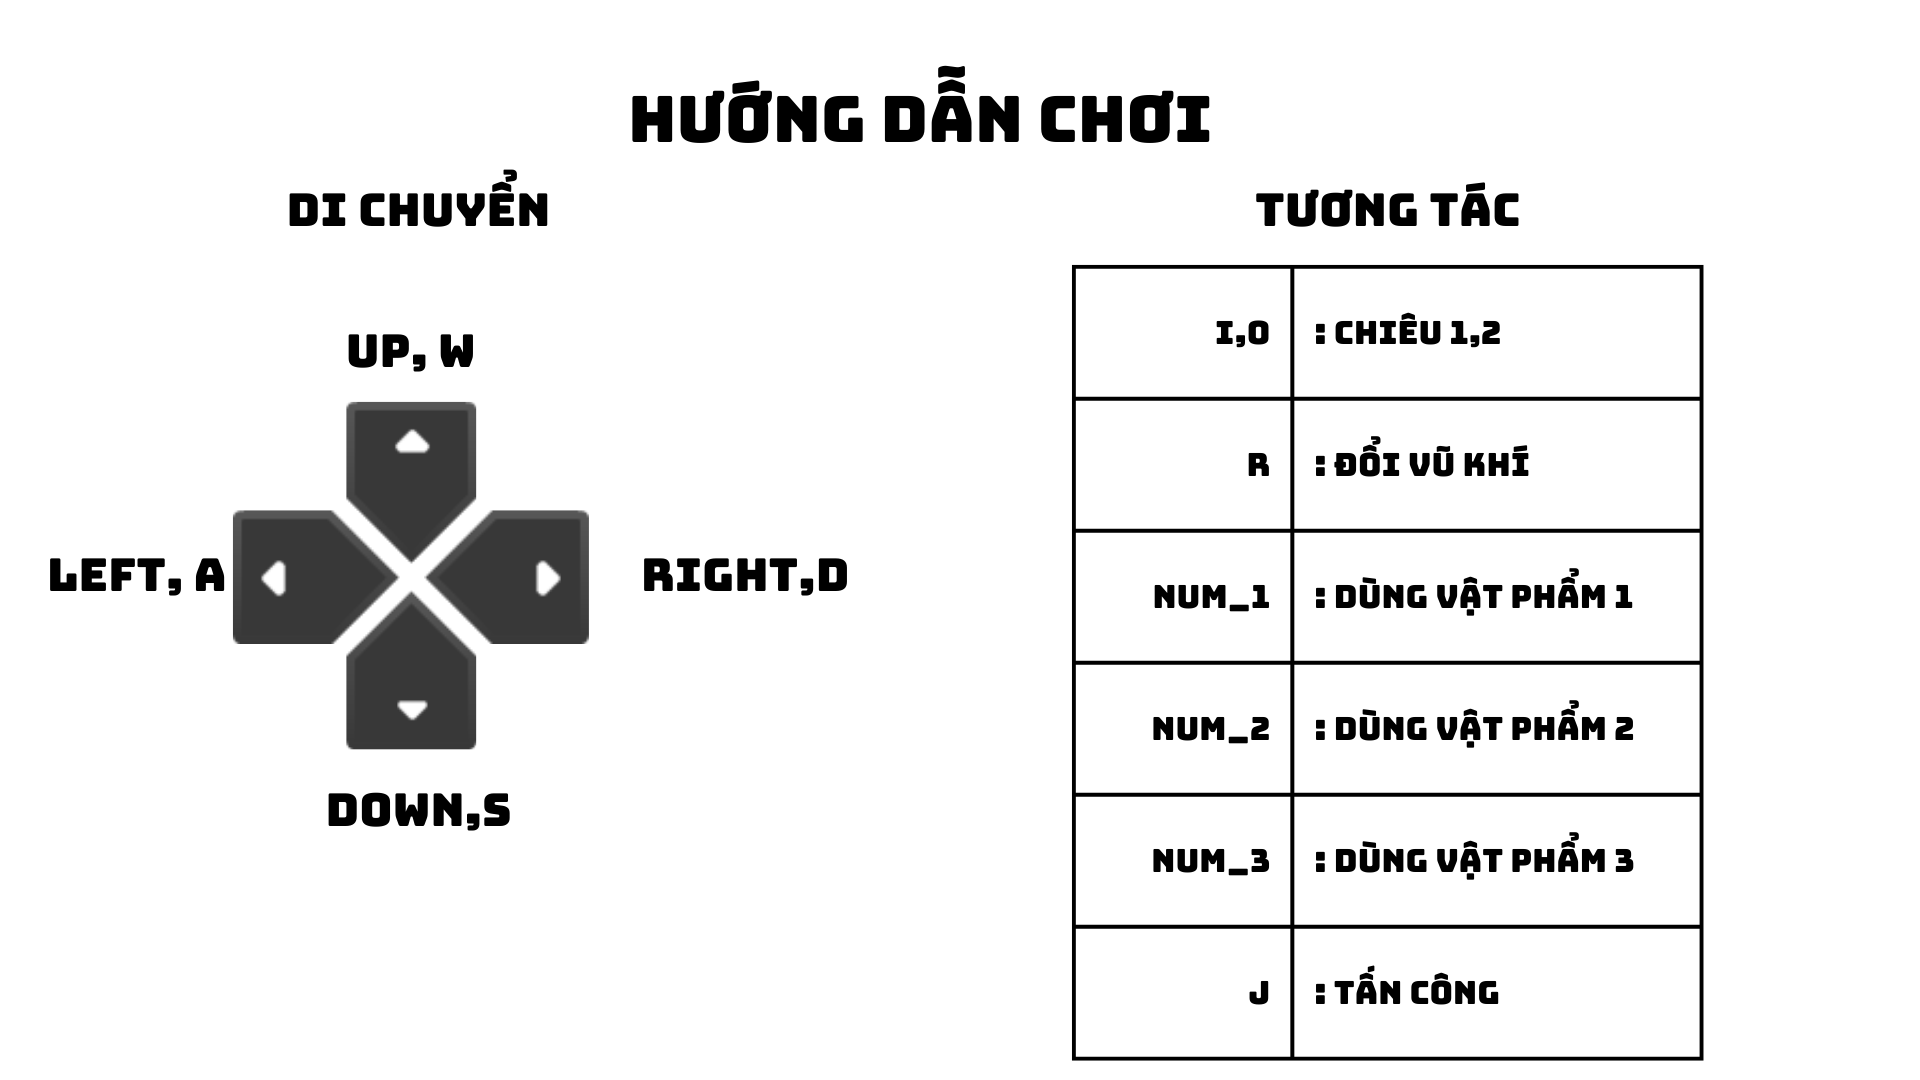 HƯỚNG DẪN CHƠI
DI CHUYỂN
UP, W
LEFT, A
RIGHT,D
DOWN,S
TƯƠNG TÁC
I,O : CHIÊU 1,2
R : ĐỔI VŨ KHÍ
NUM_1 : DÙNG VẬT PHẨM 1
NUM_2 : DÙNG VẬT PHẨM 2
NUM_3 : DÙNG VẬT PHẨM 3
J : TẤN CÔNG